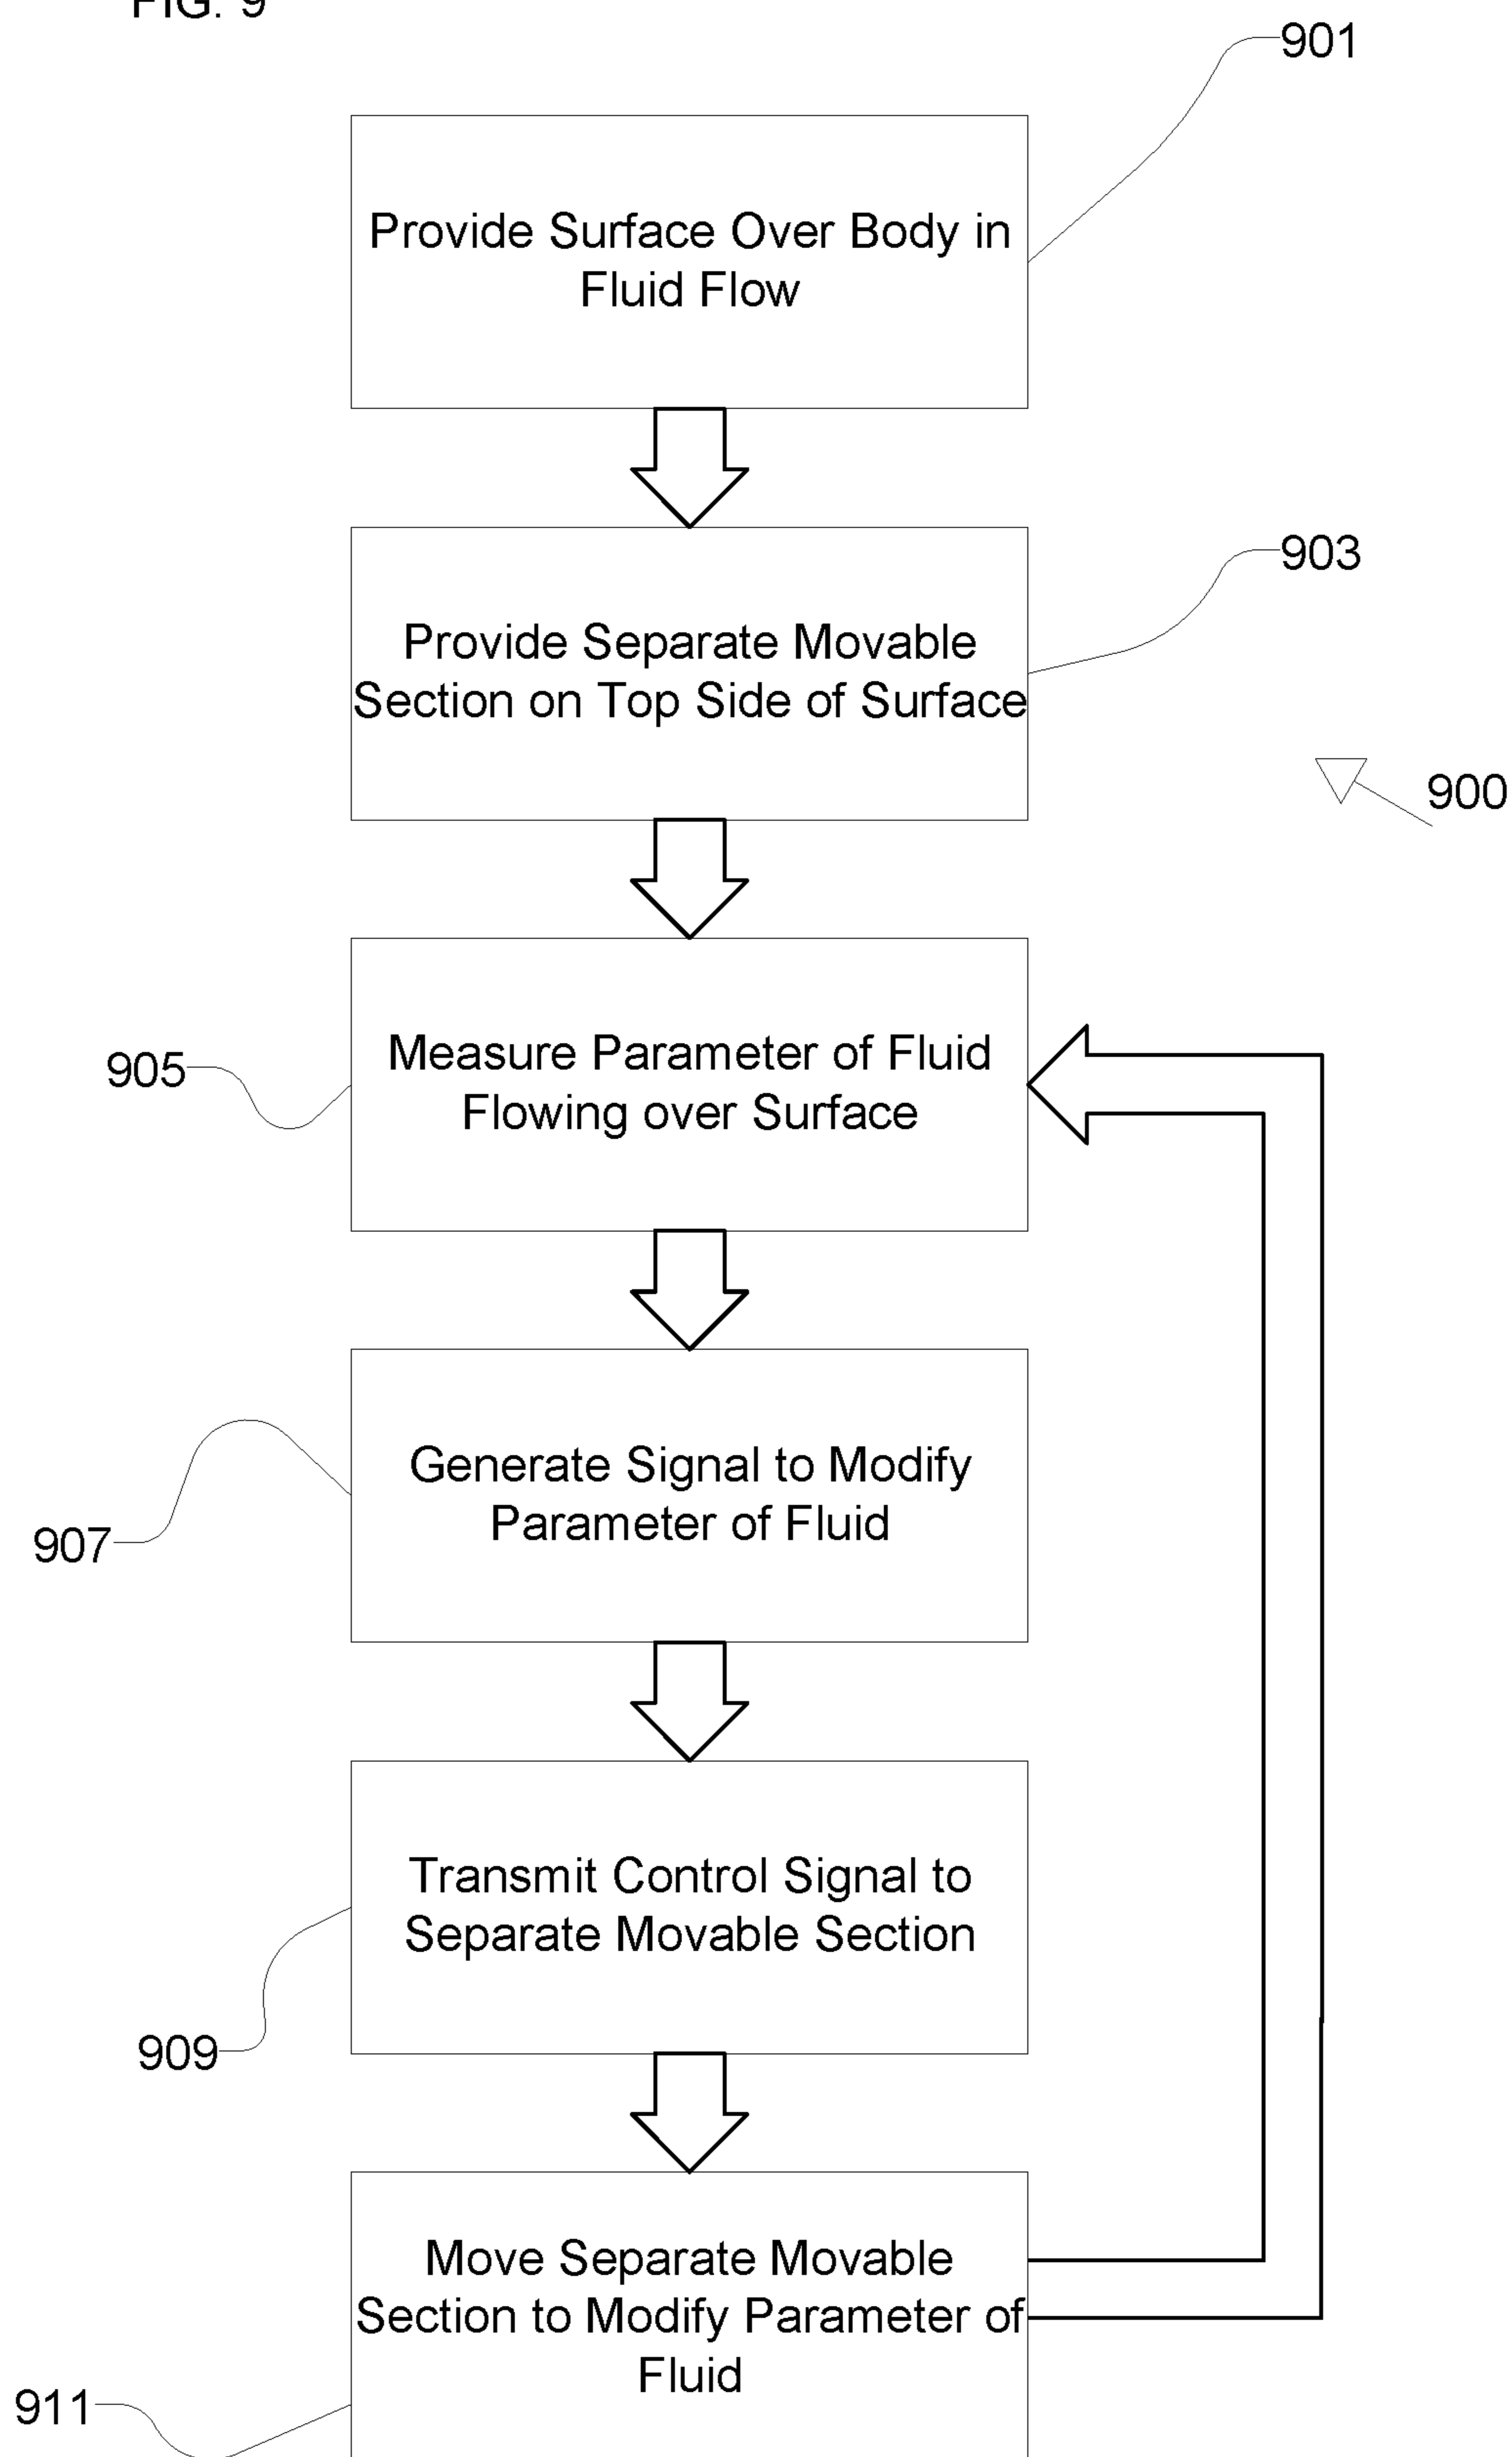 FIG. 9
901
Provide Surface Over Body in
Fluid Flow
903
Provide Separate Movable
Section on Top Side of Surface
900
905
Measure Parameter of Fluid
Flowing over Surface
907
Generate Signal to Modify
Parameter of Fluid
909
Transmit Control Signal to
Separate Movable Section
911
Move Separate Movable
Section to Modify Parameter of
Fluid